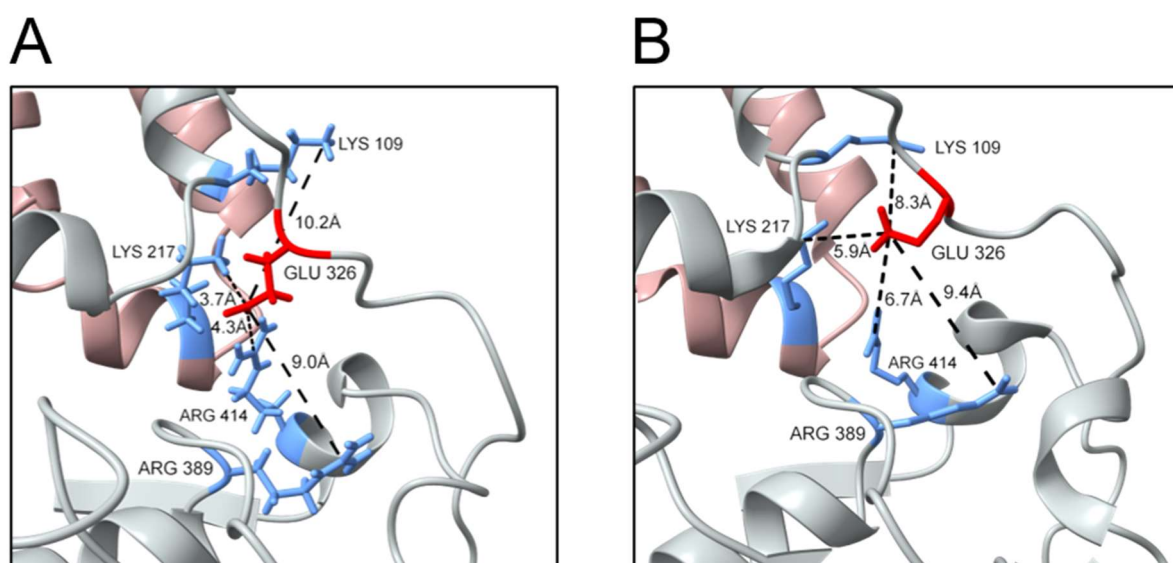 A
LYS 109
10.2Å
LYS 217
GLU 326
3.7Å
4.3Å
9.0Å
ARG 414
ARG 389
B
LYS 109
8.3Å
LYS 217
5.9Å
GLU 326
6.7Å
9.4Å
ARG 414
ARG 389